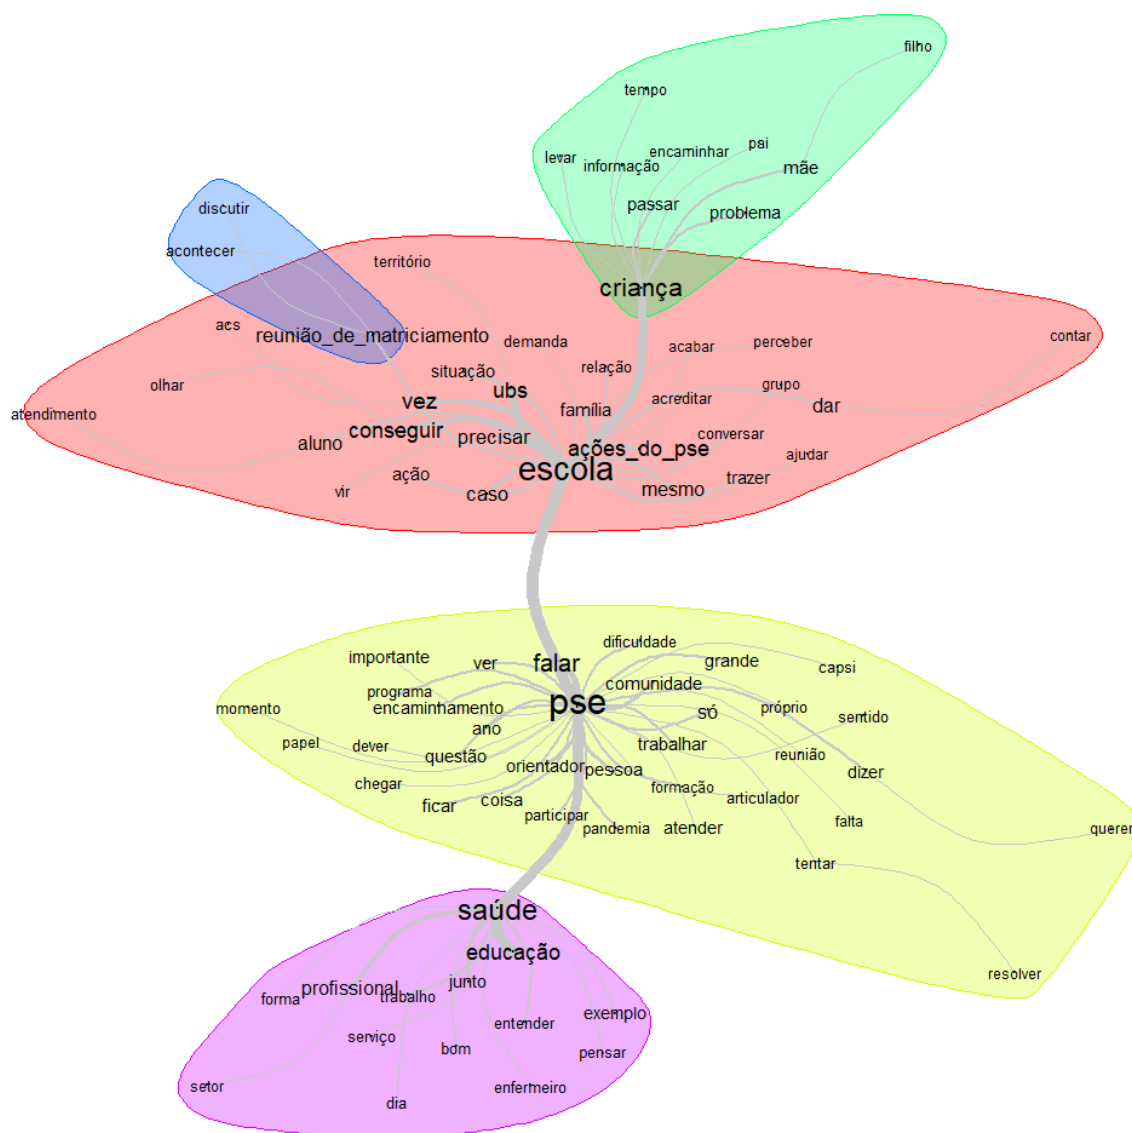 filho
tempo
levar
informação
encaminhar
pai
mãe
passar
problema
criança
discutir
acontecer
reunião_de_matriciamento
território
acs
olhar
atendimento
situação
demanda
relação
acabar
perceber
contar
vez
ubs
família
acreditar
grupo
dar
aluno
conseguir
precisar
ações_do_pse
conversar
ajudar
escola
vir
ação
caso
mesmo
trazer
importante
ver
falar
dificuldade
grande
capsi
programa
comunidade
momento
encaminhamento
pse
só
próprio
sentido
papel
dever
ano
questão
trabalhar
reunião
chegar
orientador
pessoa
dizer
ficar
coisa
formação
articulador
participar
pandemia
atender
falta
querer
tentar
resolver
saúde
educação
forma
profissional
trabalho
junto
exemplo
serviço
bom
entender
pensar
setor
dia
enfermeiro